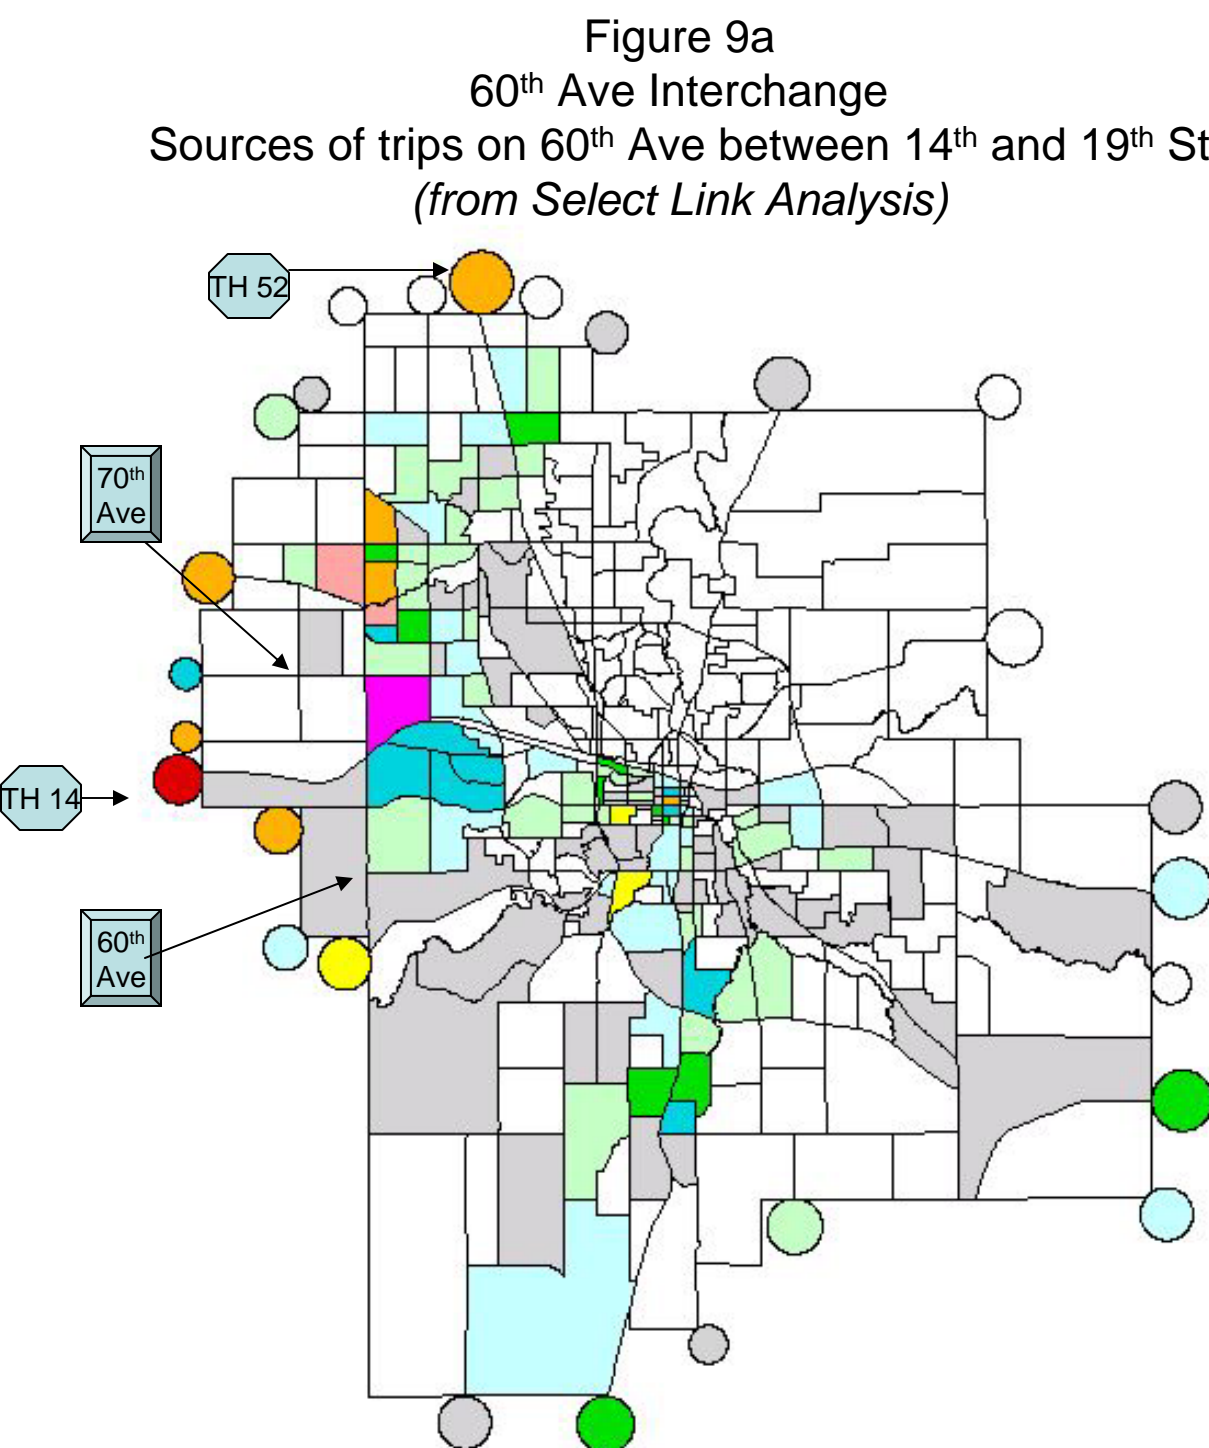 Figure 9a
60th Ave Interchange
Sources of trips on 60th Ave between 14th and 19th St
(from Select Link Analysis)
TH 52
70th
Ave
TH 14
60th
Ave